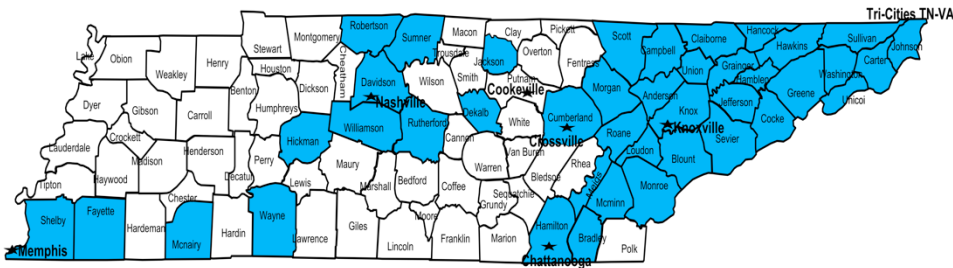 Tri-Cities TN-VA
Lake
Obion
Weakley
Henry
Stewart
Montgomery
Robertson
Sumner
Macon
Clay
Pickett
Trousdale
Jackson
Overton
Fentress
Scott
Campbell
Claiborne
Hancock
Hawkins
Sullivan
Johnson
Carter
Washington
Unicoi
Greene
Hamblen
Grainger
Union
Houston
Dickson
Cheatham
Davidson
Nashville
Wilson
Smith
Putnam
Cookeville
Morgan
Anderson
Knox
Knoxville
Jefferson
Cocke
Sevier
Dyer
Gibson
Carroll
Benton
Humphreys
Hickman
Williamson
Rutherford
Dekalb
White
Cumberland
Crossville
Roane
Loudon
Blount
Lauderdale
Crockett
Madison
Henderson
Decatur
Perry
Lewis
Maury
Cannon
Warren
Van Buren
Bledsoe
Rhea
Meigs
Mcminn
Monroe
Tipton
Haywood
Chester
Marshall
Bedford
Coffee
Grundy
Sequatchie
Shelby
Memphis
Fayette
Hardeman
Mcnairy
Hardin
Wayne
Lawrence
Giles
Lincoln
Moore
Franklin
Marion
Hamilton
Chattanooga
Bradley
Polk